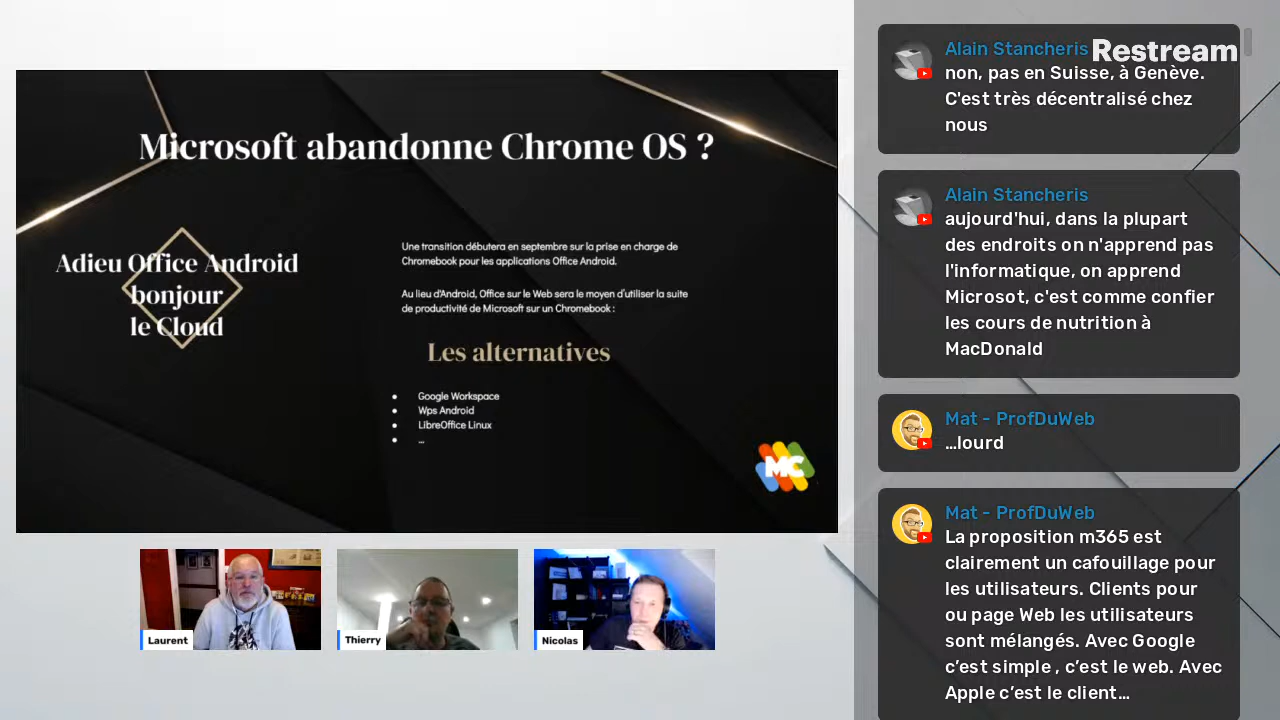 Microsoft abandonne Chrome OS ?
Adieu Office Android
bonjour
le Cloud
Une transition débutera en septembre sur la prise en charge de
Chromebook pour les applications Office Android.
Au lieu d'Android, Office sur le Web sera le moyen d'utiliser la suite
de productivité de Microsoft sur un Chromebook :
Les alternatives
Google Workspace
Wps Android
LibreOffice Linux
...
MC
Laurent
Thierry
Nicolas
Restream
Alain Stancheris
non, pas en Suisse, à Genève.
C'est très décentralisé chez
nous
Alain Stancheris
aujourd'hui, dans la plupart
des endroits on n'apprend pas
l'informatique, on apprend
Microsot, c'est comme confier
les cours de nutrition à
MacDonald
Mat - ProfDuWeb
…lourd
Mat - ProfDuWeb
La proposition m365 est
clairement un cafouillage pour
les utilisateurs. Clients pour
ou page Web les utilisateurs
sont mélangés. Avec Google
c’est simple , c’est le web. Avec
Apple c’est le client…